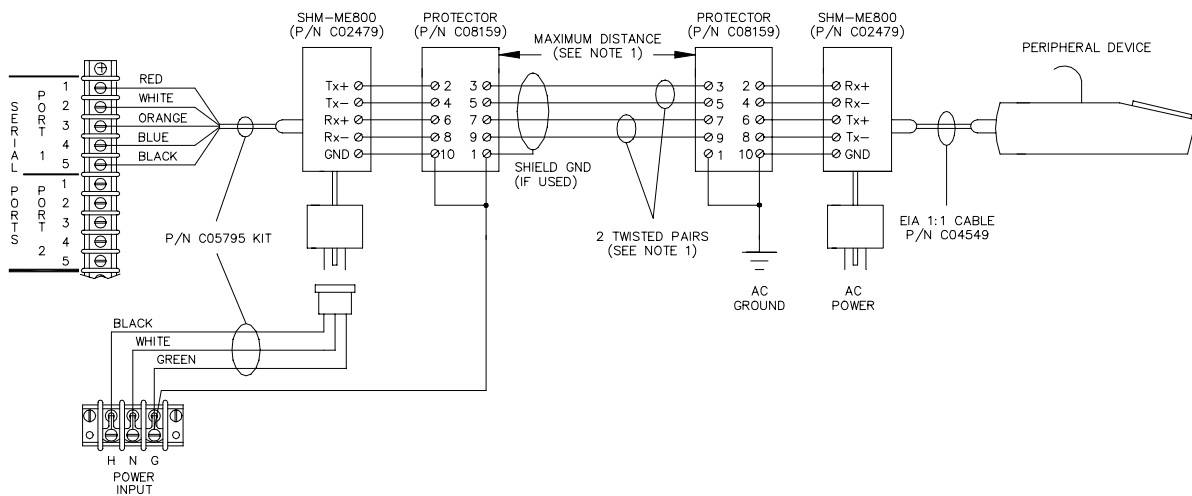 SHM-ME800
(P/N C02479)
PROTECTOR
(P/N C08159)
MAXIMUM DISTANCE
(SEE NOTE 1)
PROTECTOR
(P/N C08159)
SHM-ME800
(P/N C02479)
PERIPHERAL DEVICE
SERIAL PORTS
PORT 1
1
2
3
4
5
PORT 2
1
2
3
4
5
RED
WHITE
ORANGE
BLUE
BLACK
Tx+
Tx-
Rx+
Rx-
GND
2 3
4 5
6 7
8 9
10 1
3 2
5 4
7 6
9 8
1 10
Rx+
Rx-
Tx+
Tx-
GND
SHIELD GND
(IF USED)
P/N C05795 KIT
2 TWISTED PAIRS
(SEE NOTE 1)
EIA 1:1 CABLE
P/N C04549
AC
GROUND
AC
POWER
BLACK
WHITE
GREEN
H N G
POWER
INPUT